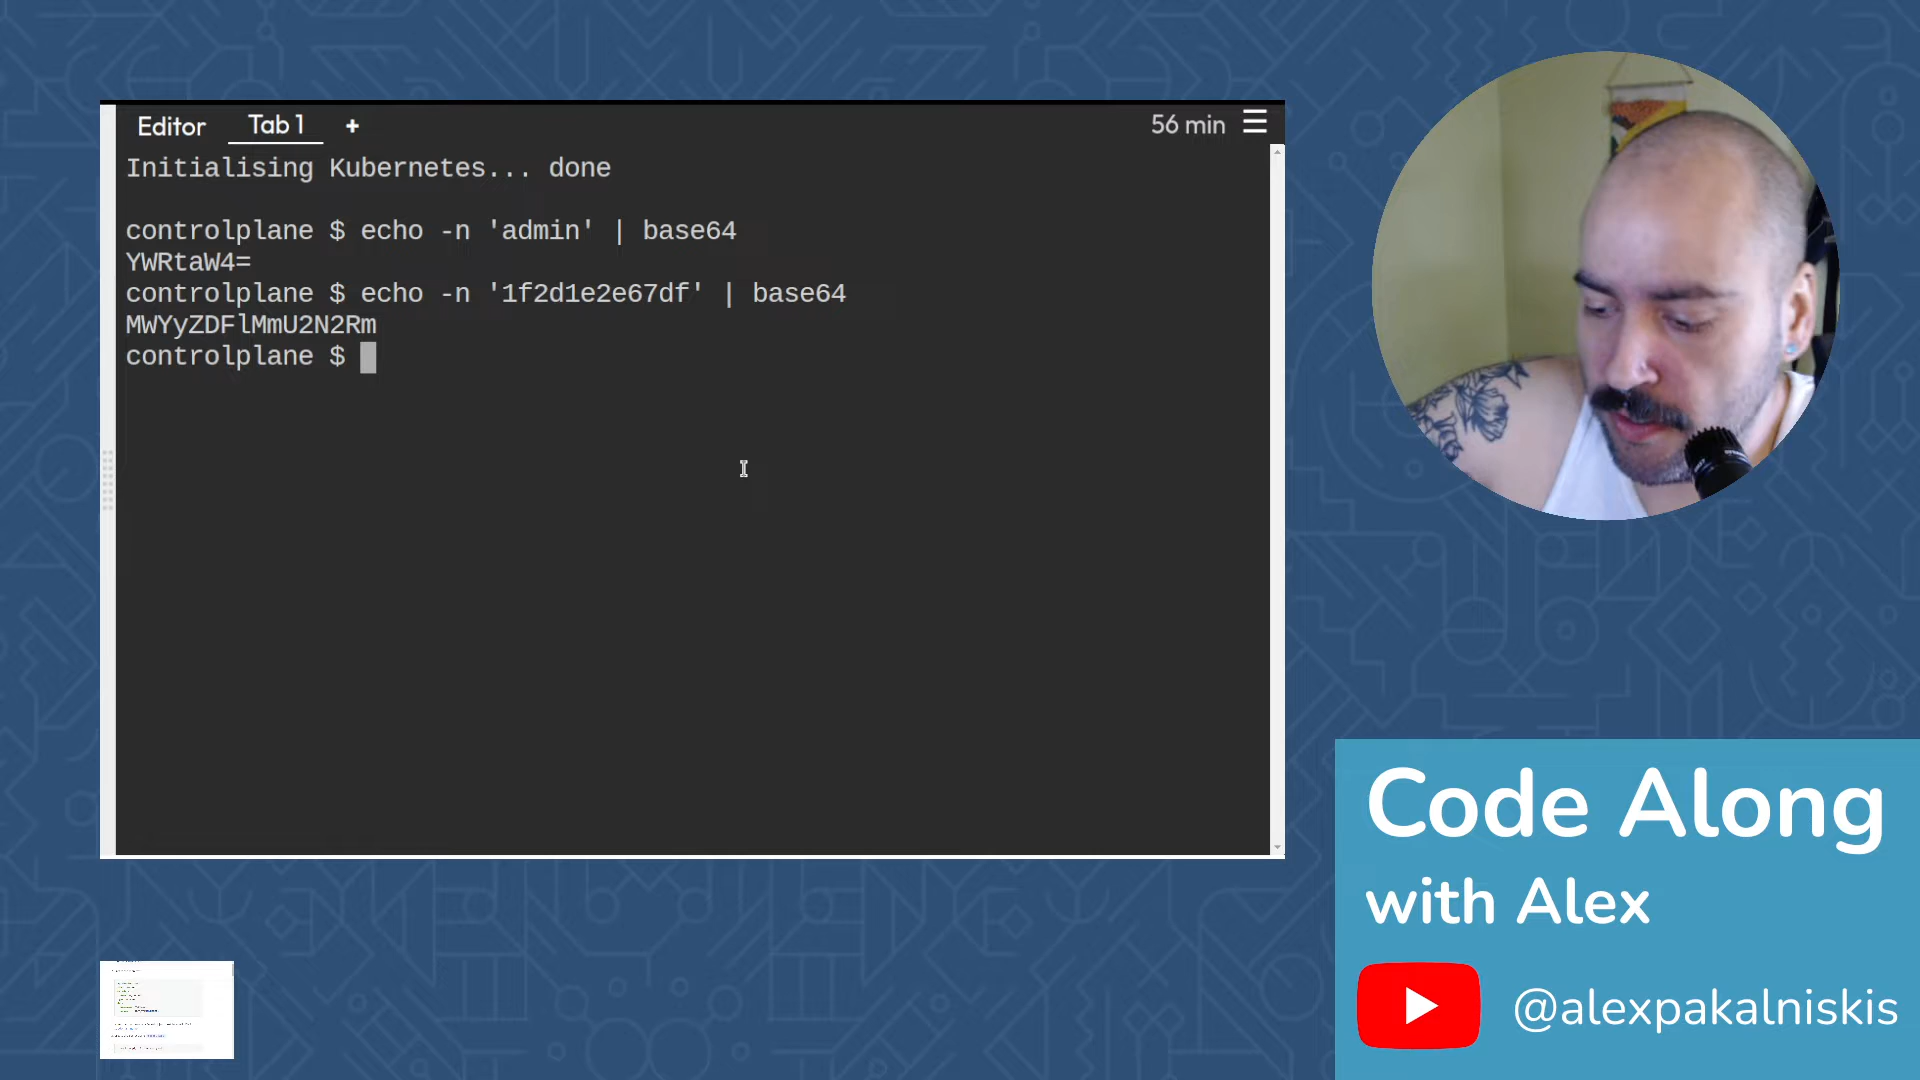 Editor Tab 1 + 56 min
Initialising Kubernetes... done
controlplane $ echo -n 'admin' | base64
YWRtaW4=
controlplane $ echo -n '1f2d1e2e67df' | base64
MWYyZDFlMmU2N2Rm
controlplane $
Code Along
with Alex
@alexpakalniskis